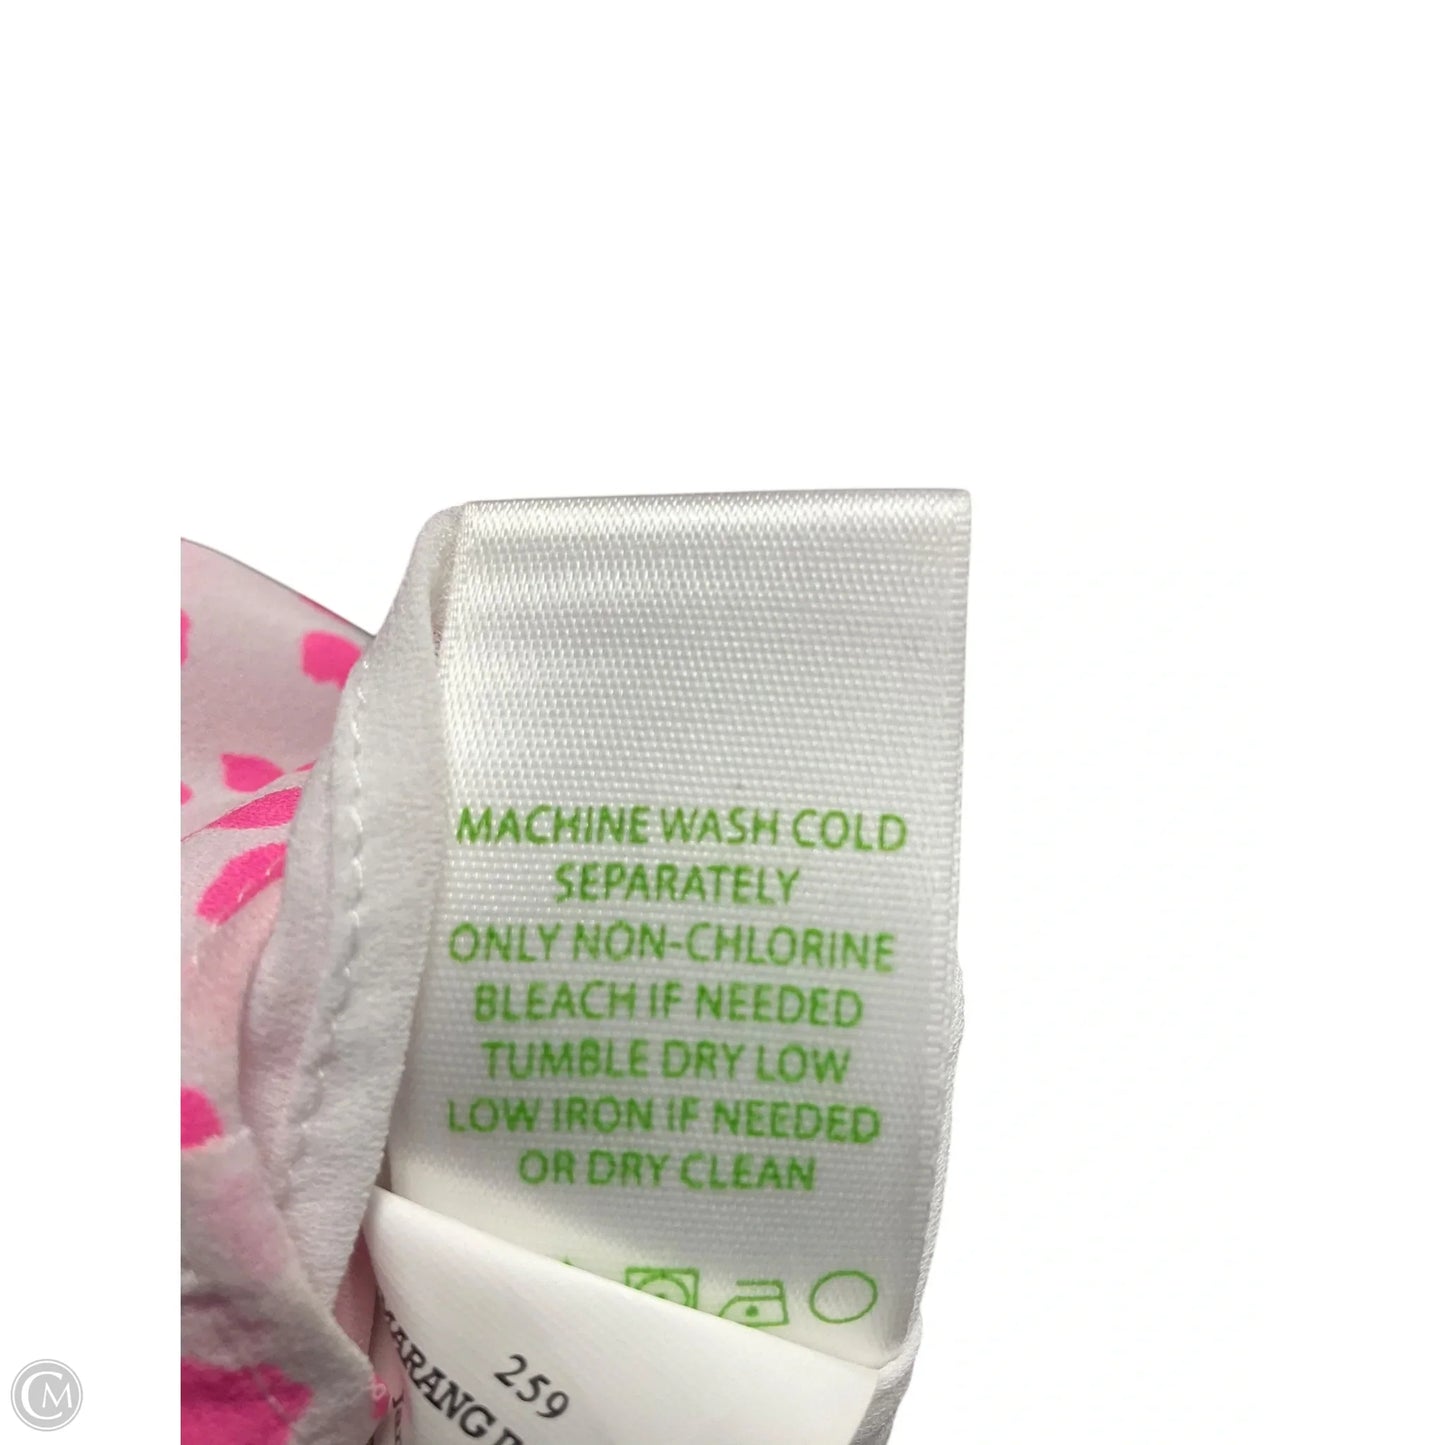 MACHINE WASH COLD
SEPARATELY
ONLY NON-CHLORINE
BLEACH IF NEEDED
TUMBLE DRY LOW
LOW IRON IF NEEDED
OR DRY CLEAN
259
CM